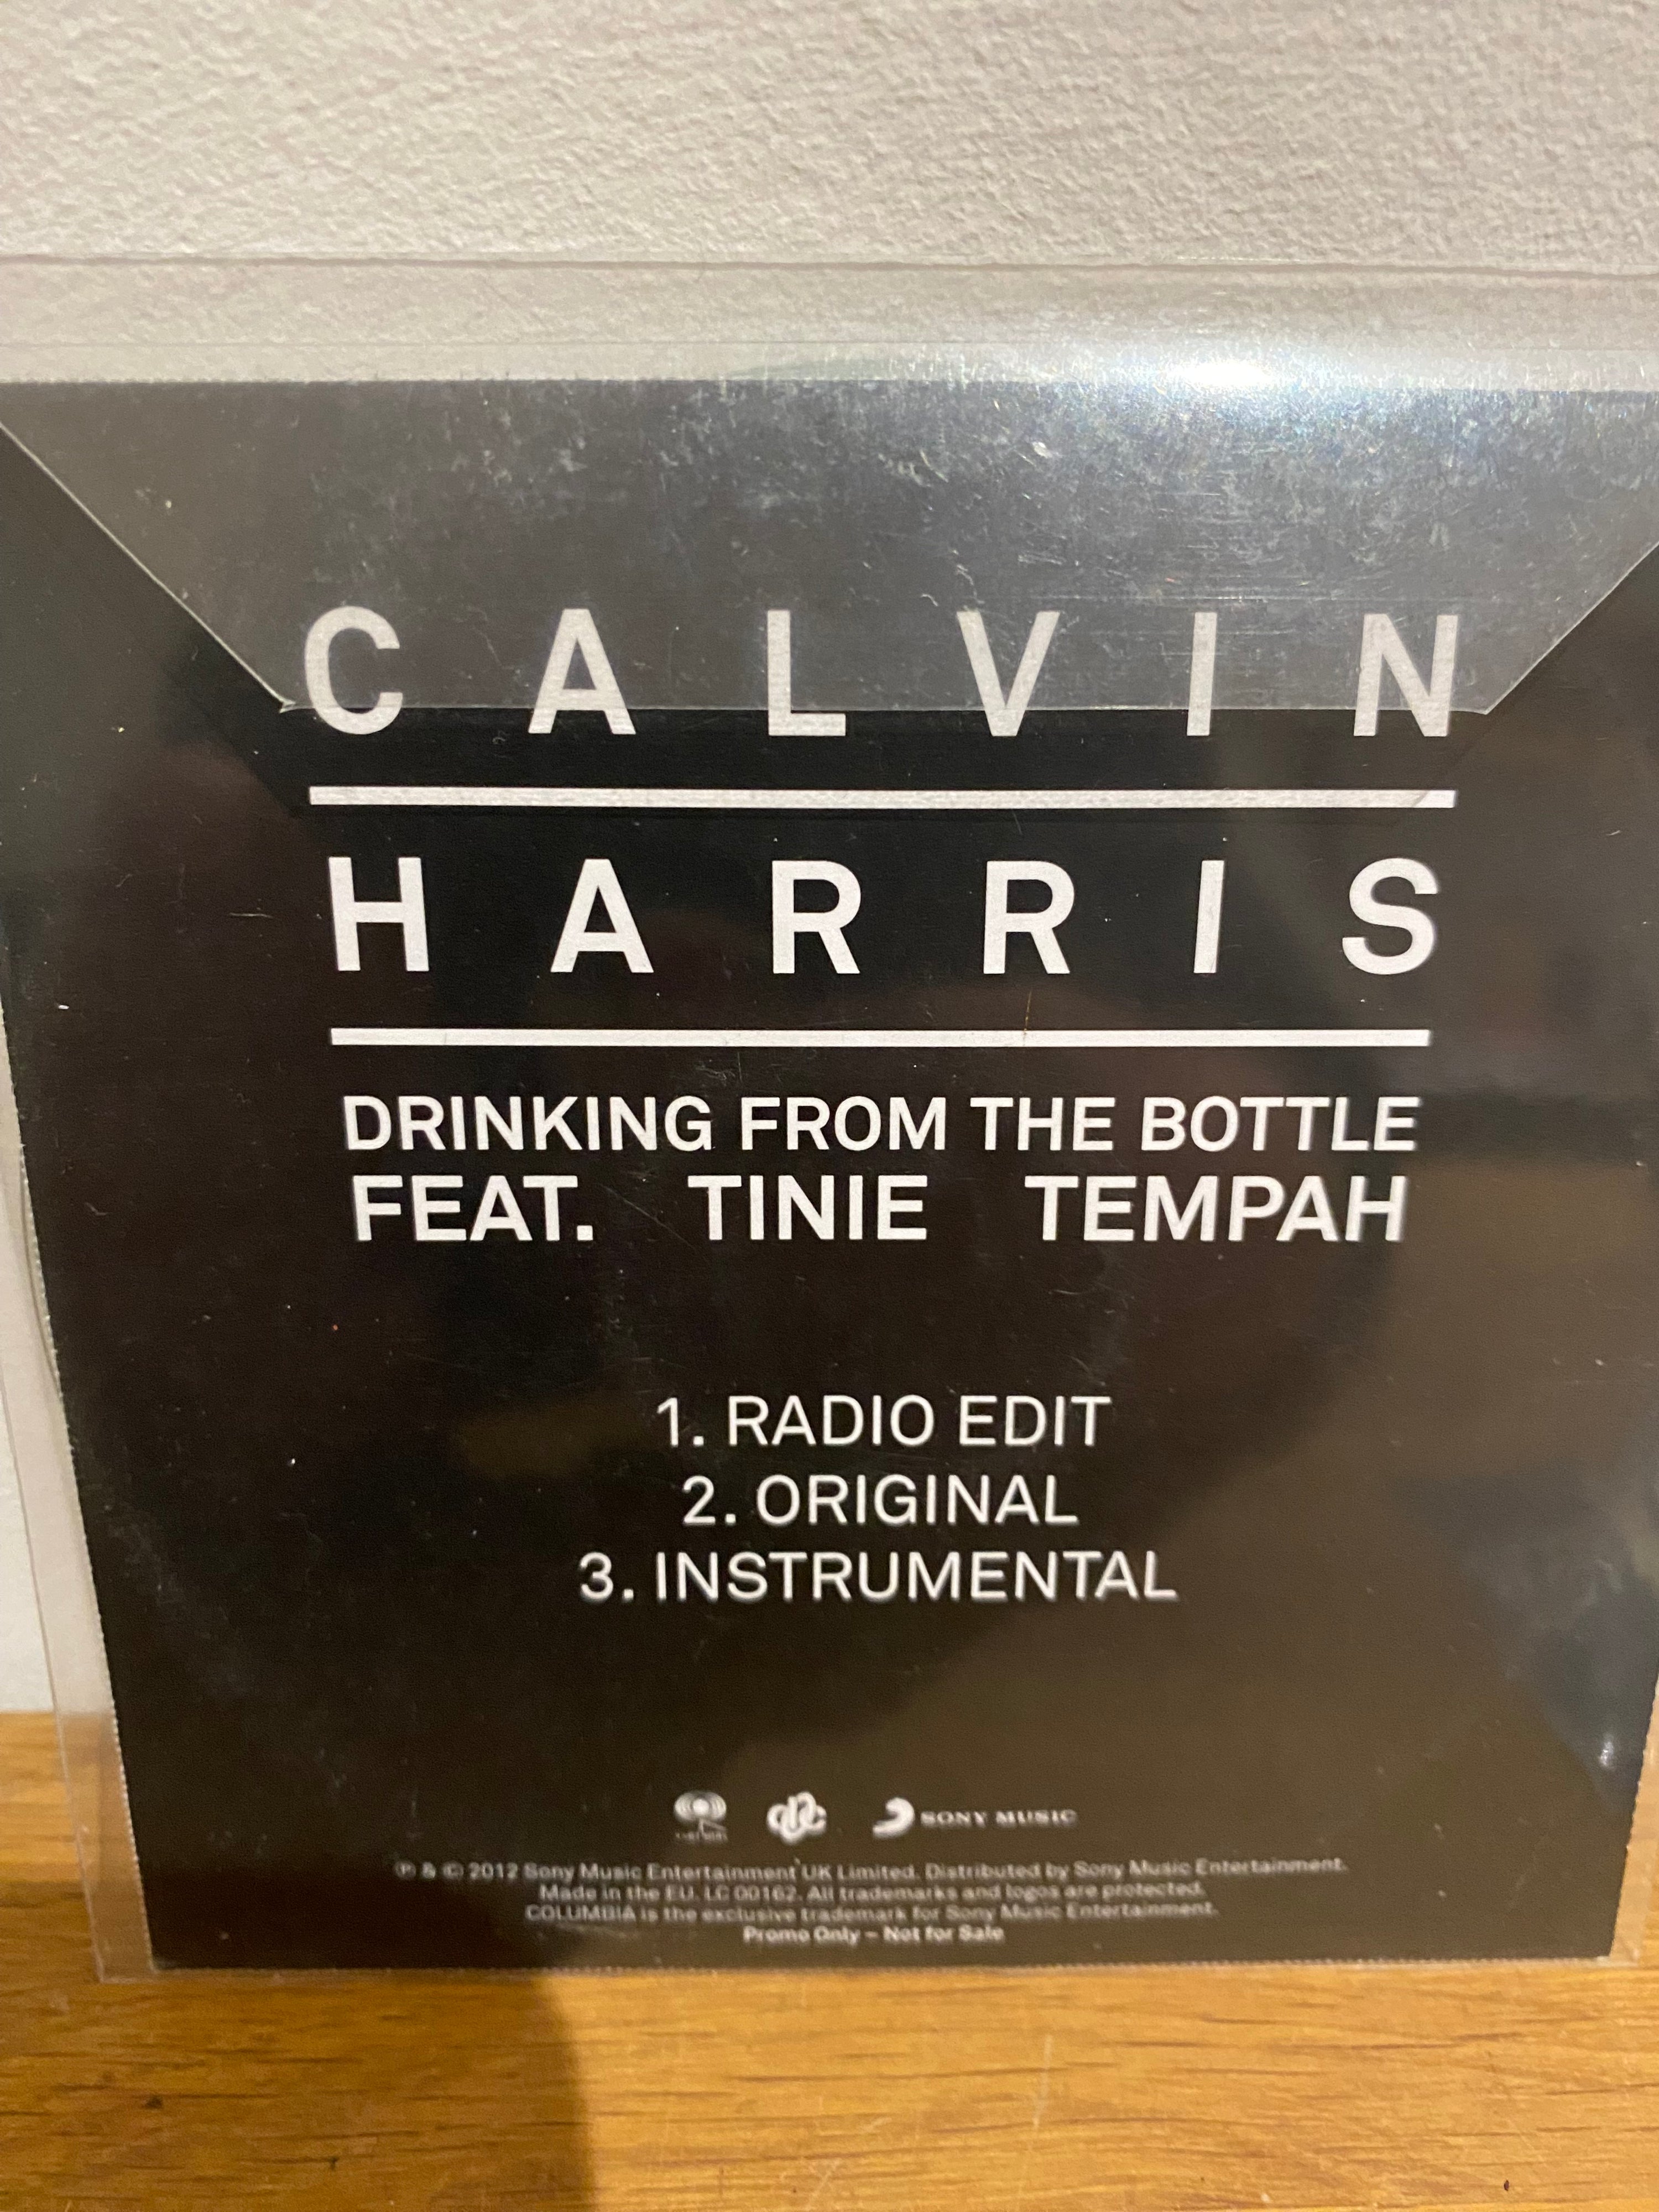 CALVIN
HARRIS
DRINKING FROM THE BOTTLE
FEAT. TINIE TEMPAH
1. RADIO EDIT
2. ORIGINAL
3. INSTRUMENTAL
SONY MUSIC
℗ & © 2012 Sony Music Entertainment UK Limited. Distributed by Sony Music Entertainment.
Made in the EU. LC 00162. All trademarks and logos are protected.
COLUMBIA is the exclusive trademark for Sony Music Entertainment.
Promo Only – Not for Sale